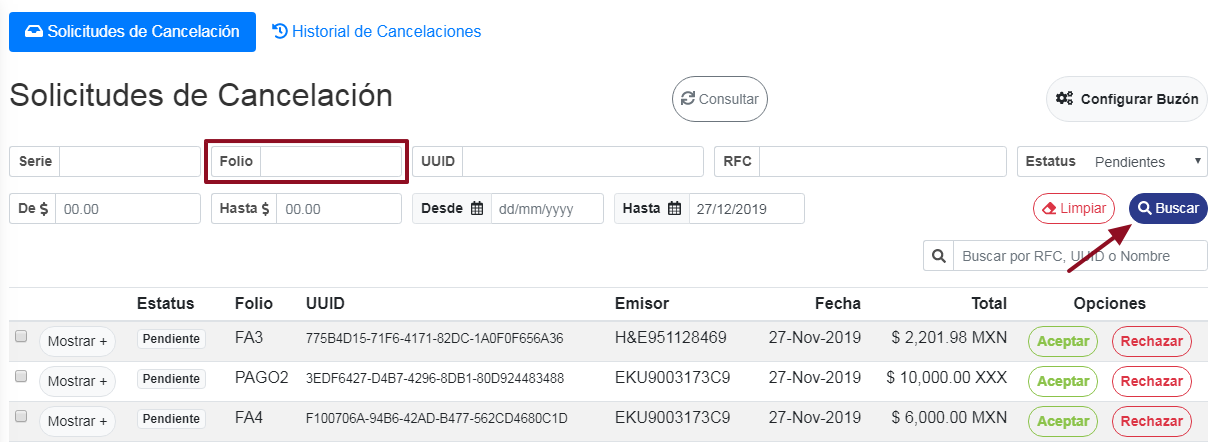 Solicitudes de Cancelación Historial de Cancelaciones
Solicitudes de Cancelación Consultar Configurar Buzón
Serie Folio UUID RFC Estatus Pendientes
De $ 00.00 Hasta $ 00.00 Desde dd/mm/yyyy Hasta 27/12/2019 Limpiar Buscar
Buscar por RFC, UUID o Nombre
Estatus Folio UUID Emisor Fecha Total Opciones
Mostrar + Pendiente FA3 775B4D15-71F6-4171-82DC-1A0F0F656A36 H&E951128469 27-Nov-2019 $ 2,201.98 MXN Aceptar Rechazar
Mostrar + Pendiente PAGO2 3EDF6427-D4B7-4296-8DB1-80D924483488 EKU9003173C9 27-Nov-2019 $ 10,000.00 XXX Aceptar Rechazar
Mostrar + Pendiente FA4 F100706A-94B6-42AD-B477-562CD4680C1D EKU9003173C9 27-Nov-2019 $ 6,000.00 MXN Aceptar Rechazar